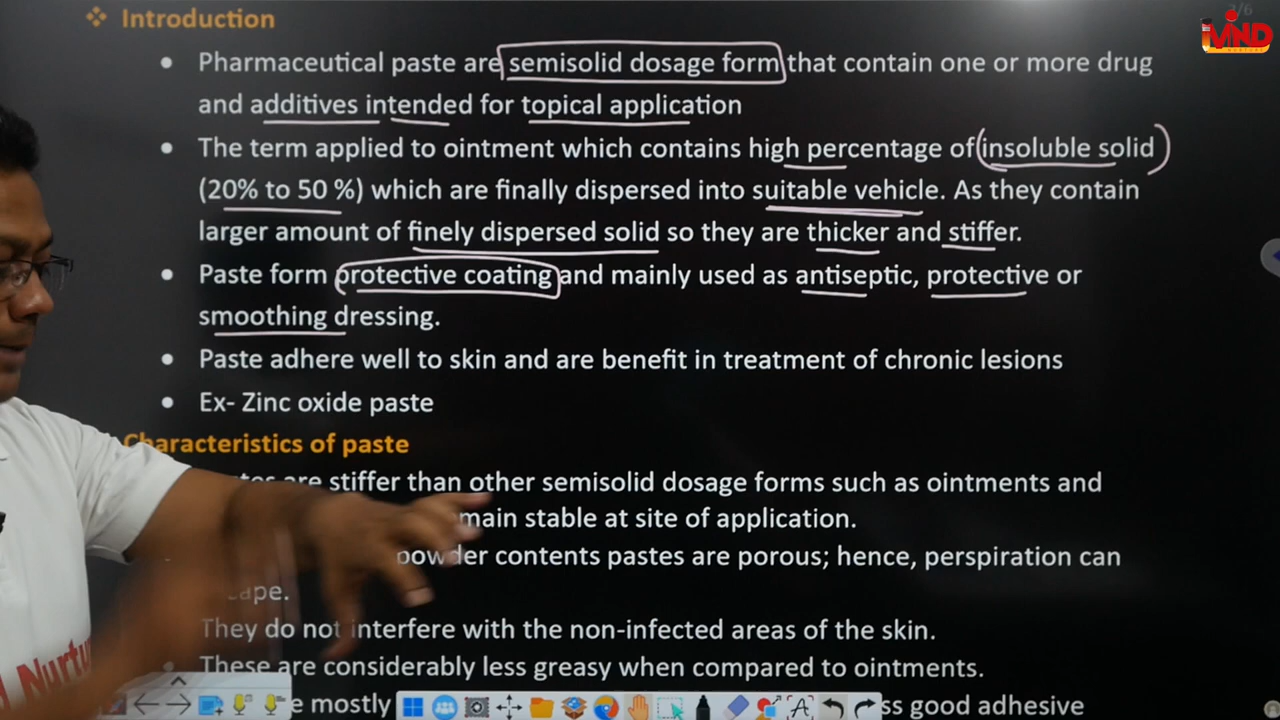 2/6
MIND
❖ Introduction
• Pharmaceutical paste are semisolid dosage form that contain one or more drug
and additives intended for topical application
• The term applied to ointment which contains high percentage of (insoluble solid)
(20% to 50 %) which are finally dispersed into suitable vehicle. As they contain
larger amount of finely dispersed solid so they are thicker and stiffer.
• Paste form protective coating and mainly used as antiseptic, protective or
smoothing dressing.
• Paste adhere well to skin and are benefit in treatment of chronic lesions
• Ex- Zinc oxide paste
Characteristics of paste
are stiffer than other semisolid dosage forms such as ointments and
stable at site of application.
powder contents pastes are porous; hence, perspiration can
They do not interfere with the non-infected areas of the skin.
• These are considerably less greasy when compared to ointments.
mostly good adhesive